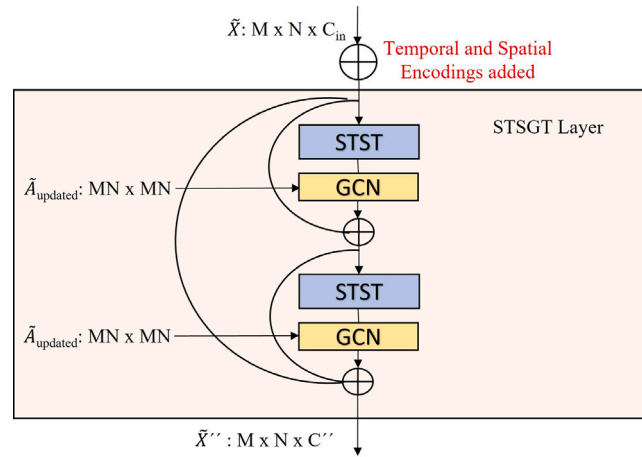 X̃: M x N x C_in
Temporal and Spatial
Encodings added
STSGT Layer
STST
Ã_updated: MN x MN
GCN
STST
Ã_updated: MN x MN
GCN
X̃´´ : M x N x C´´